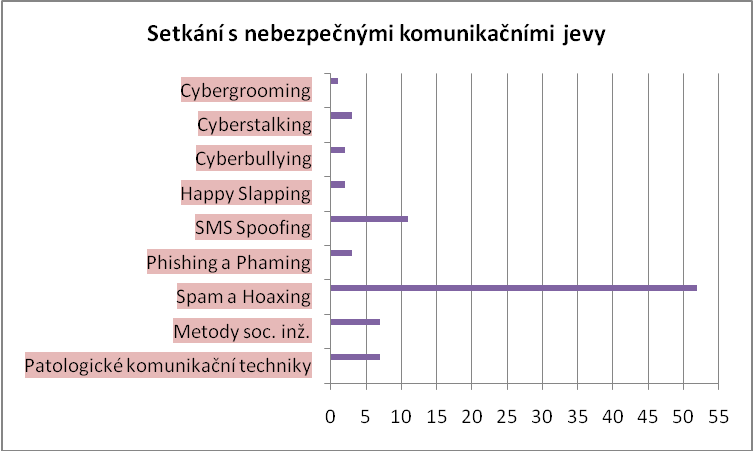 Setkání s nebezpečnými komunikačními jevy
Cybergrooming
Cyberstalking
Cyberbullying
Happy Slapping
SMS Spoofing
Phishing a Phaming
Spam a Hoaxing
Metody soc. inž.
Patologické komunikační techniky
0 5 10 15 20 25 30 35 40 45 50 55